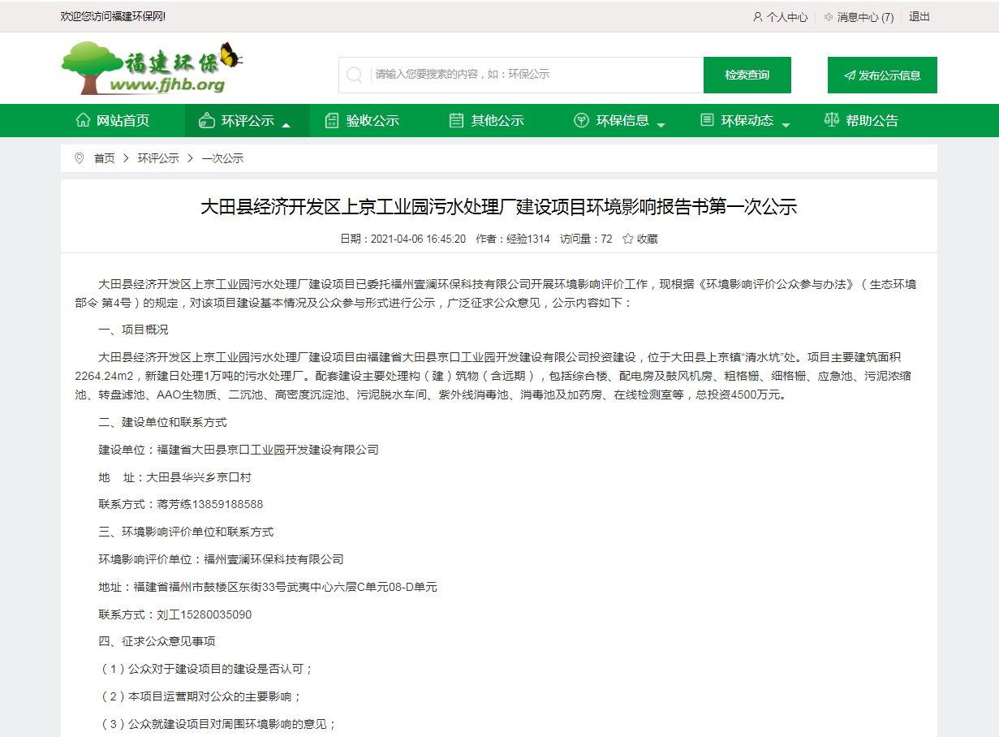 欢迎您访问福建环保网!
个人中心
消息中心 (7)
退出
福建环保
www.fjhb.org
请输入您要搜索的内容，如：环保公示
检索查询
发布公示信息
网站首页
环评公示
验收公示
其他公示
环保信息
环保动态
帮助公告
首页 > 环评公示 > 一次公示
大田县经济开发区上京工业园污水处理厂建设项目环境影响报告书第一次公示
日期：2021-04-06 16:45:20 作者：经验1314 访问量：72 收藏
大田县经济开发区上京工业园污水处理厂建设项目已委托福州壹澜环保科技有限公司开展环境影响评价工作，现根据《环境影响评价公众参与办法》（生态环境
部令 第4号）的规定，对该项目建设基本情况及公众参与形式进行公示，广泛征求公众意见，公示内容如下：
一、项目概况
大田县经济开发区上京工业园污水处理厂建设项目由福建省大田县京口工业园开发建设有限公司投资建设，位于大田县上京镇“清水坑”处。项目主要建筑面积
2264.24m2，新建日处理1万吨的污水处理厂。配套建设主要处理构（建）筑物（含远期），包括综合楼、配电房及鼓风机房、粗格栅、细格栅、应急池、污泥浓缩
池、转盘滤池、AAO生物质、二沉池、高密度沉淀池、污泥脱水车间、紫外线消毒池、消毒池及加药房、在线检测室等，总投资4500万元。
二、建设单位和联系方式
建设单位：福建省大田县京口工业园开发建设有限公司
地 址：大田县华兴乡京口村
联系方式：蒋芳练13859188588
三、环境影响评价单位和联系方式
环境影响评价单位：福州壹澜环保科技有限公司
地址：福建省福州市鼓楼区东街33号武夷中心六层C单元08-D单元
联系方式：刘工15280035090
四、征求公众意见事项
（1）公众对于建设项目的建设是否认可；
（2）本项目运营期对公众的主要影响；
（3）公众就建设项目对周围环境影响的意见；